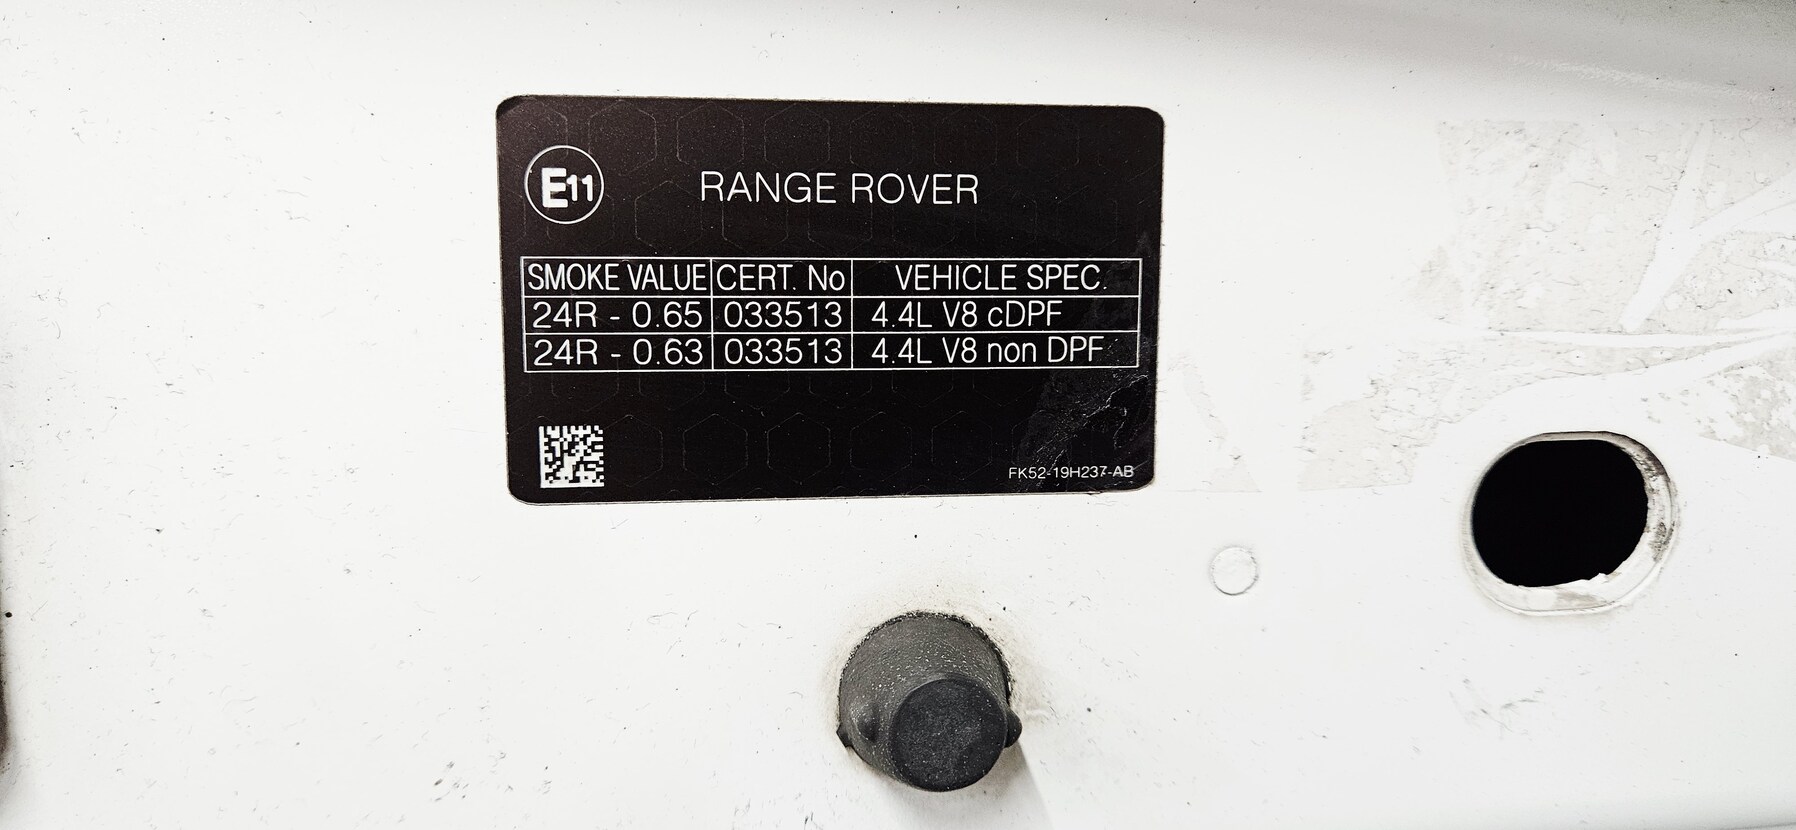 E11
RANGE ROVER
SMOKE VALUE CERT. No VEHICLE SPEC.
24R - 0.65 033513 4.4L V8 cDPF
24R - 0.63 033513 4.4L V8 non DPF
FK52-19H237-AB